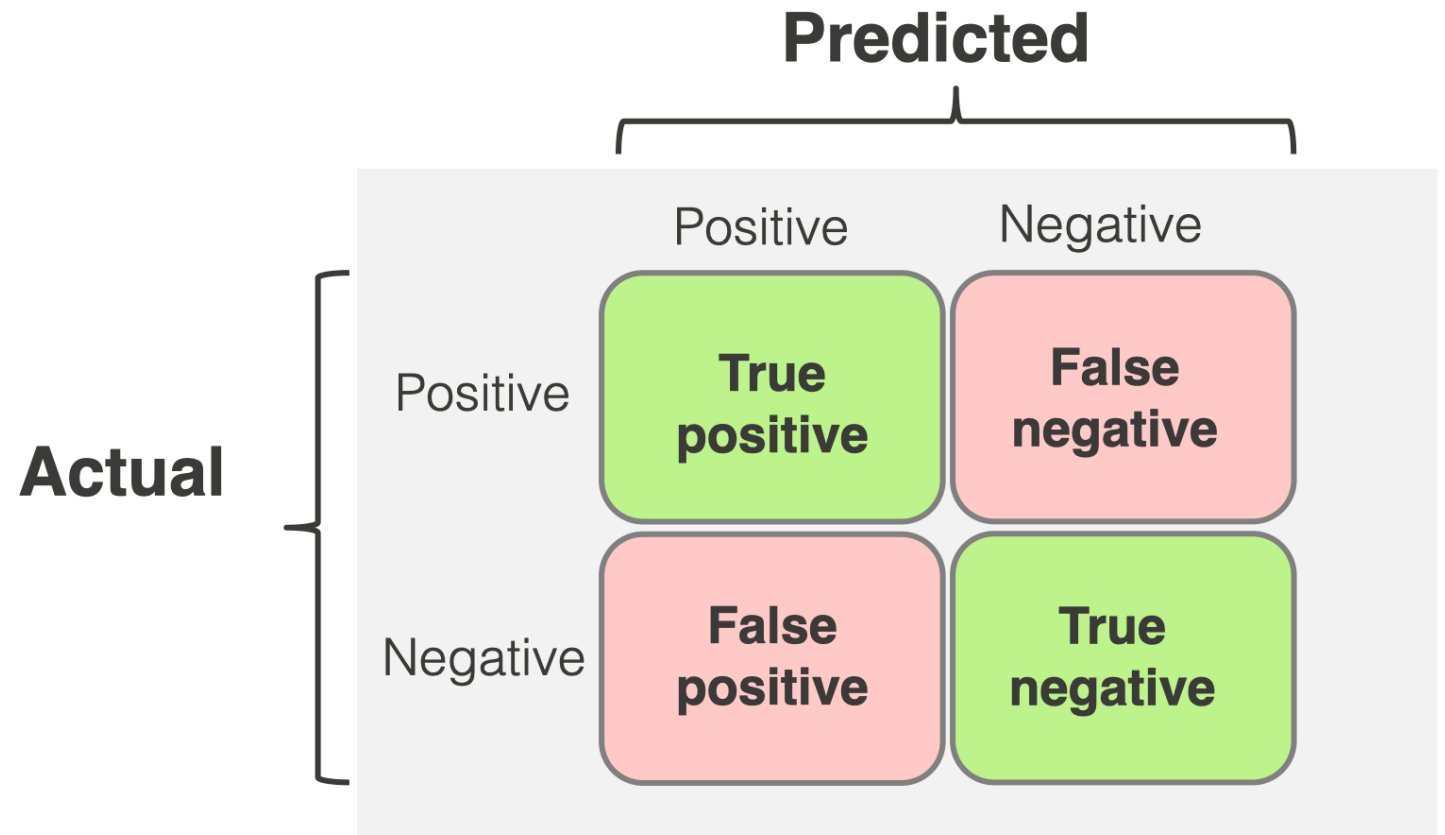 Predicted
Positive
Negative
Actual
Positive
True
positive
False
negative
Negative
False
positive
True
negative